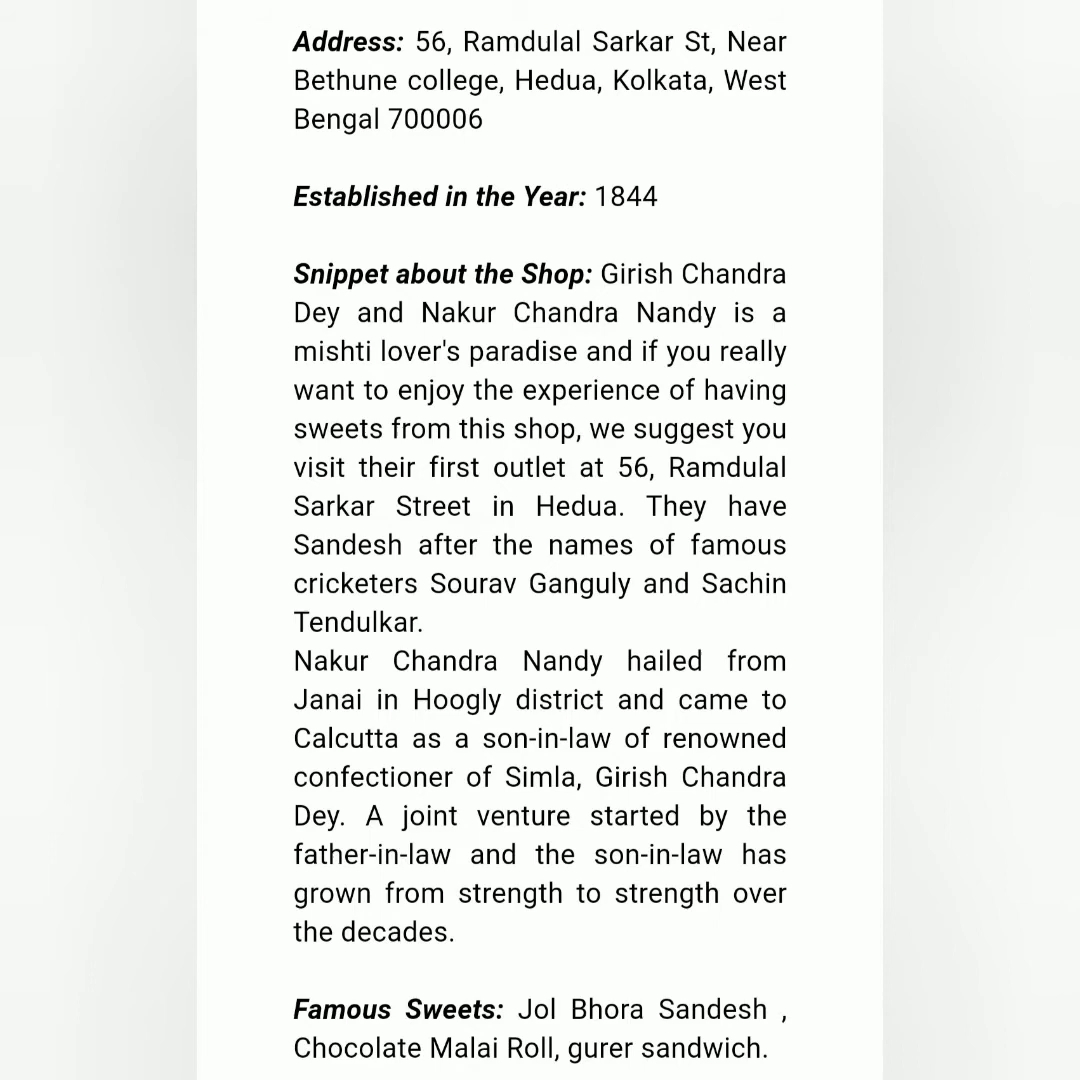 Address: 56, Ramdulal Sarkar St, Near
Bethune college, Hedua, Kolkata, West
Bengal 700006
Established in the Year: 1844
Snippet about the Shop: Girish Chandra
Dey and Nakur Chandra Nandy is a
mishti lover's paradise and if you really
want to enjoy the experience of having
sweets from this shop, we suggest you
visit their first outlet at 56, Ramdulal
Sarkar Street in Hedua. They have
Sandesh after the names of famous
cricketers Sourav Ganguly and Sachin
Tendulkar.
Nakur Chandra Nandy hailed from
Janai in Hoogly district and came to
Calcutta as a son-in-law of renowned
confectioner of Simla, Girish Chandra
Dey. A joint venture started by the
father-in-law and the son-in-law has
grown from strength to strength over
the decades.
Famous Sweets: Jol Bhora Sandesh ,
Chocolate Malai Roll, gurer sandwich.